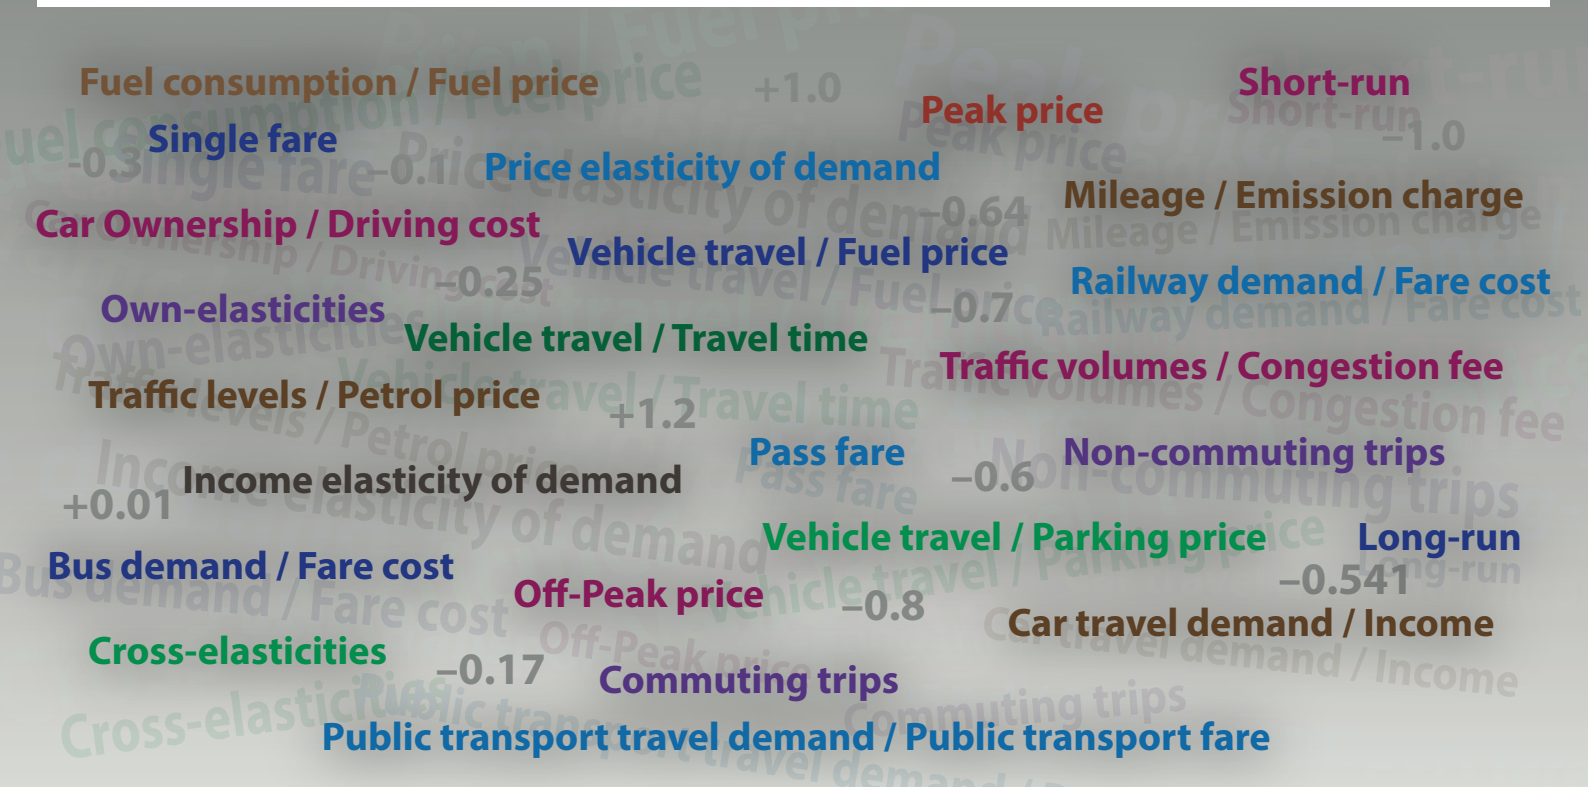 Fuel consumption / Fuel price
+1.0
Short-run
Peak price
Single fare
–1.0
-0.3
–0.1
Price elasticity of demand
Mileage / Emission charge
–0.64
Car Ownership / Driving cost
Vehicle travel / Fuel price
–0.25
Railway demand / Fare cost
Own-elasticities
–0.7
Vehicle travel / Travel time
Traffic volumes / Congestion fee
Traffic levels / Petrol price
+1.2
Pass fare
Non-commuting trips
Income elasticity of demand
–0.6
+0.01
Vehicle travel / Parking price
Long-run
Bus demand / Fare cost
–0.541
Off-Peak price
–0.8
Car travel demand / Income
Cross-elasticities
–0.17
Commuting trips
Public transport travel demand / Public transport fare